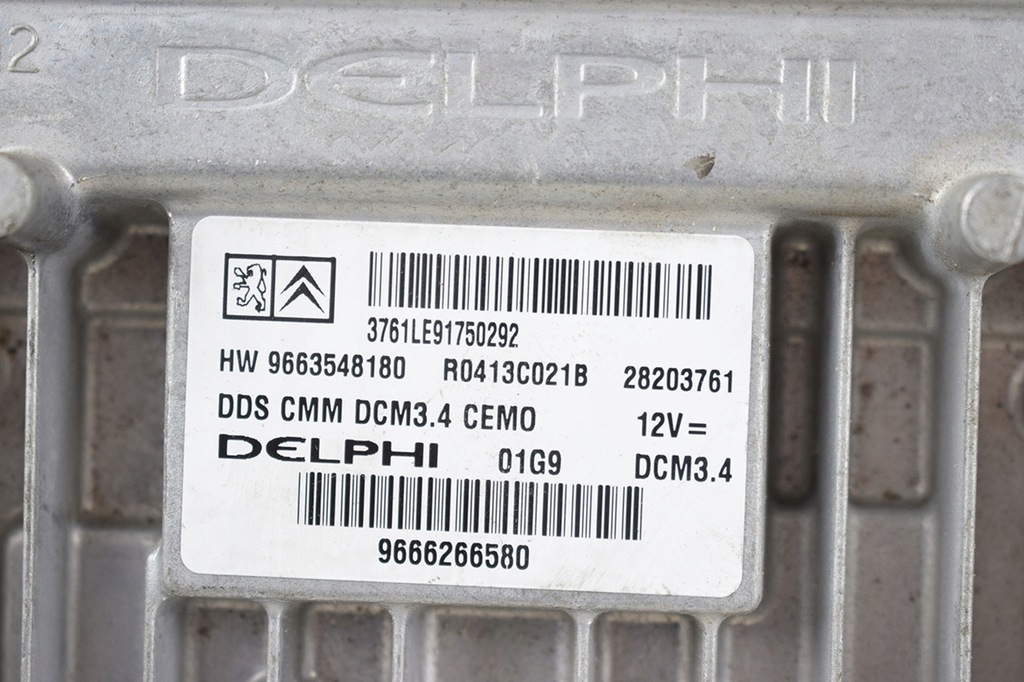 2
DELPHI
3761LE91750292
HW 9663548180 R0413C021B 28203761
DDS CMM DCM3.4 CEMO 12V=
DELPHI 01G9 DCM3.4
9666266580